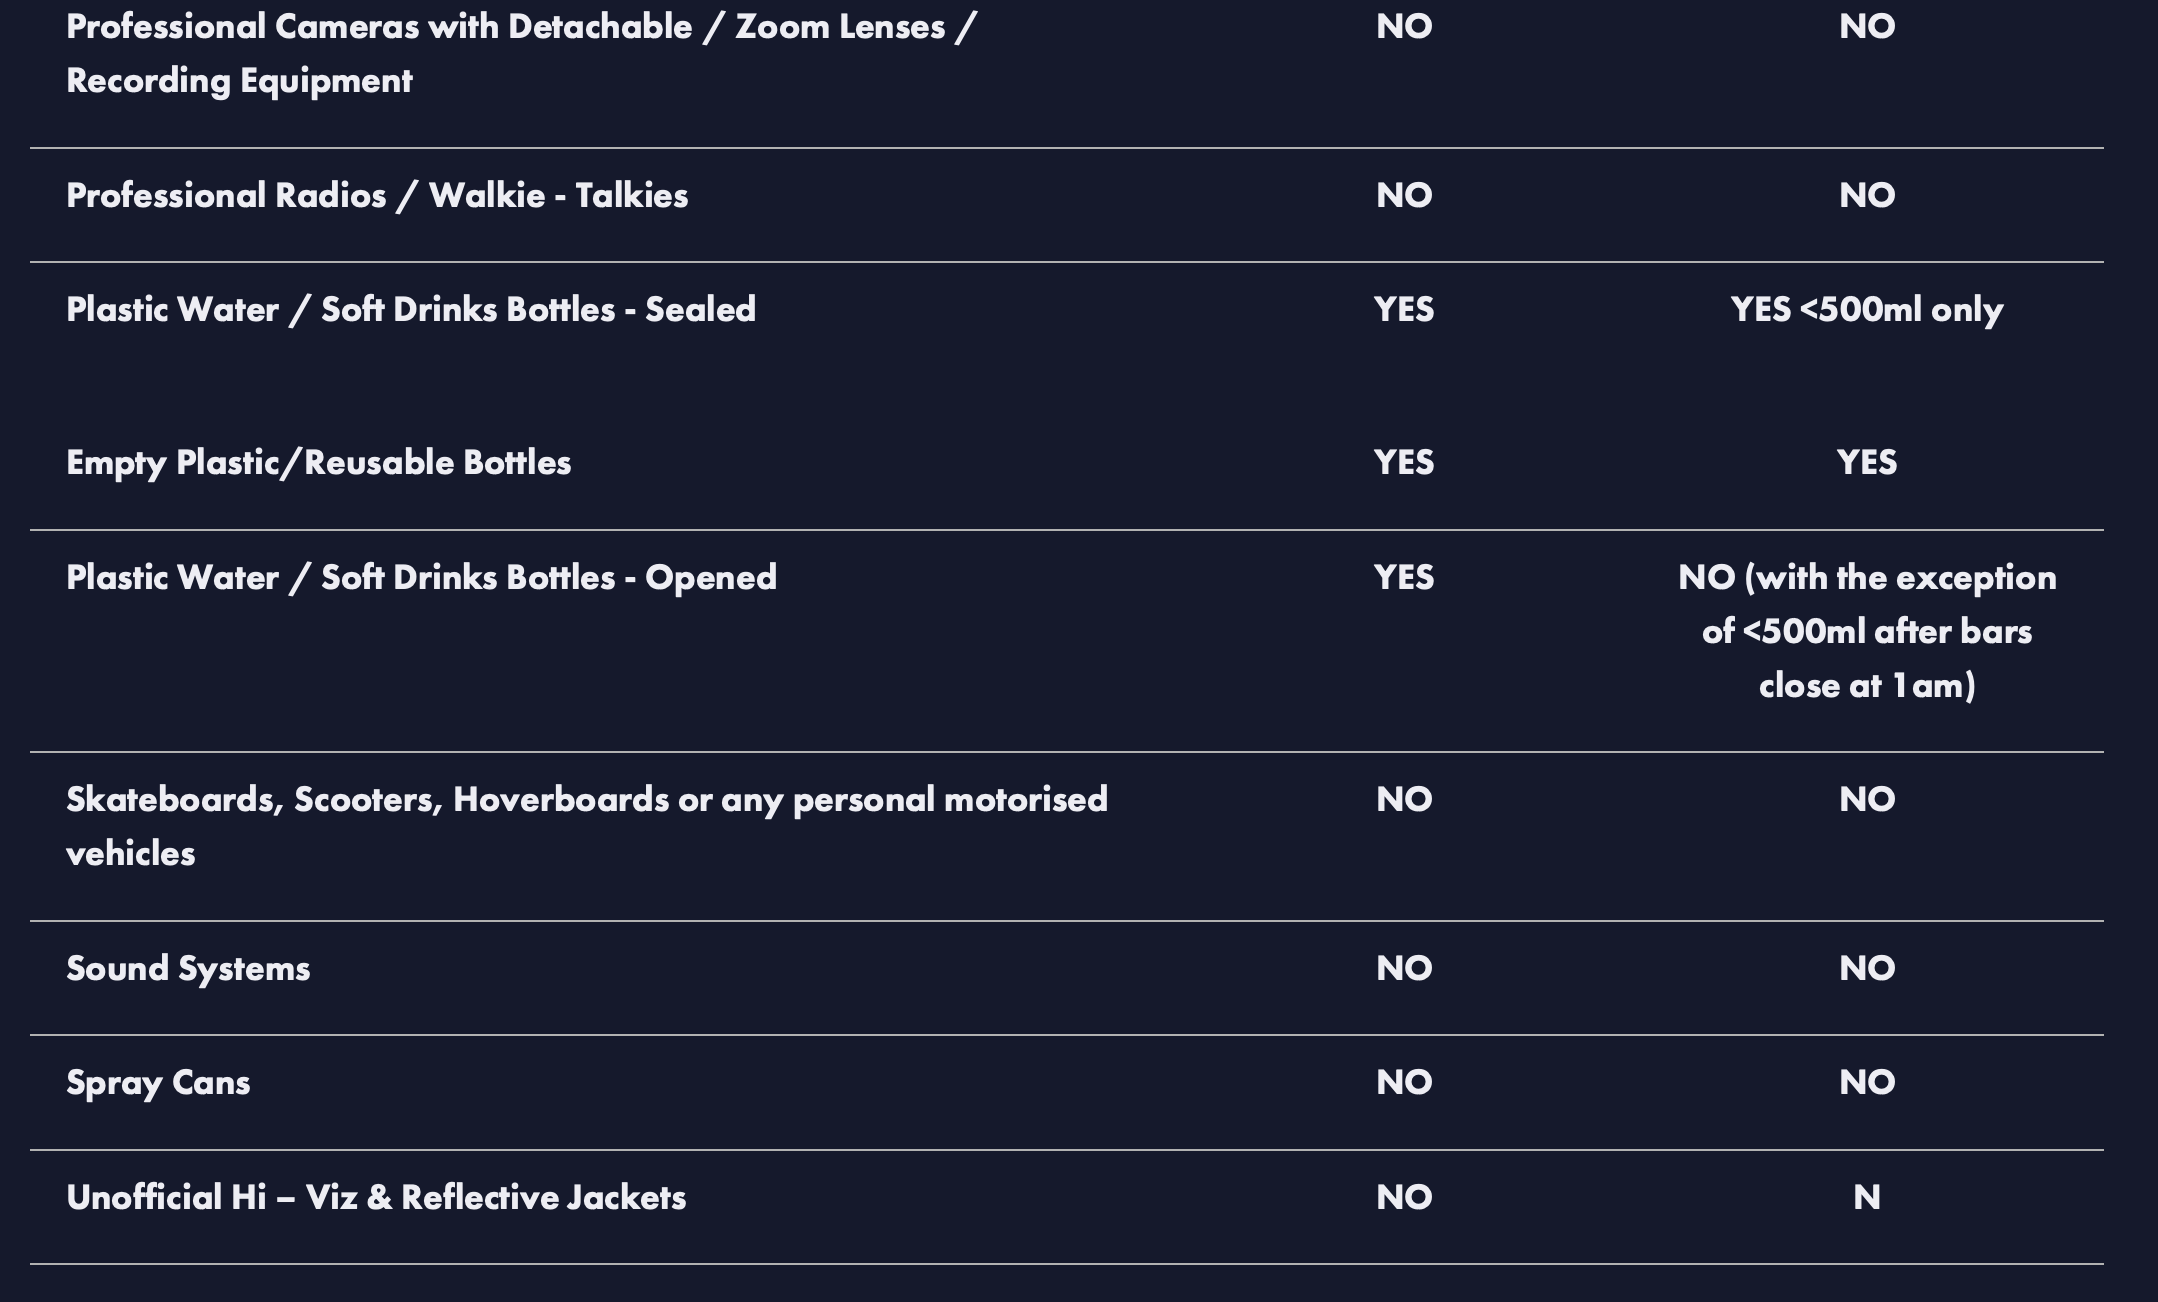 Professional Cameras with Detachable / Zoom Lenses / NO NO
Recording Equipment
Professional Radios / Walkie - Talkies NO NO
Plastic Water / Soft Drinks Bottles - Sealed YES YES <500ml only
Empty Plastic/Reusable Bottles YES YES
Plastic Water / Soft Drinks Bottles - Opened YES NO (with the exception
of <500ml after bars
close at 1am)
Skateboards, Scooters, Hoverboards or any personal motorised NO NO
vehicles
Sound Systems NO NO
Spray Cans NO NO
Unofficial Hi – Viz & Reflective Jackets NO N